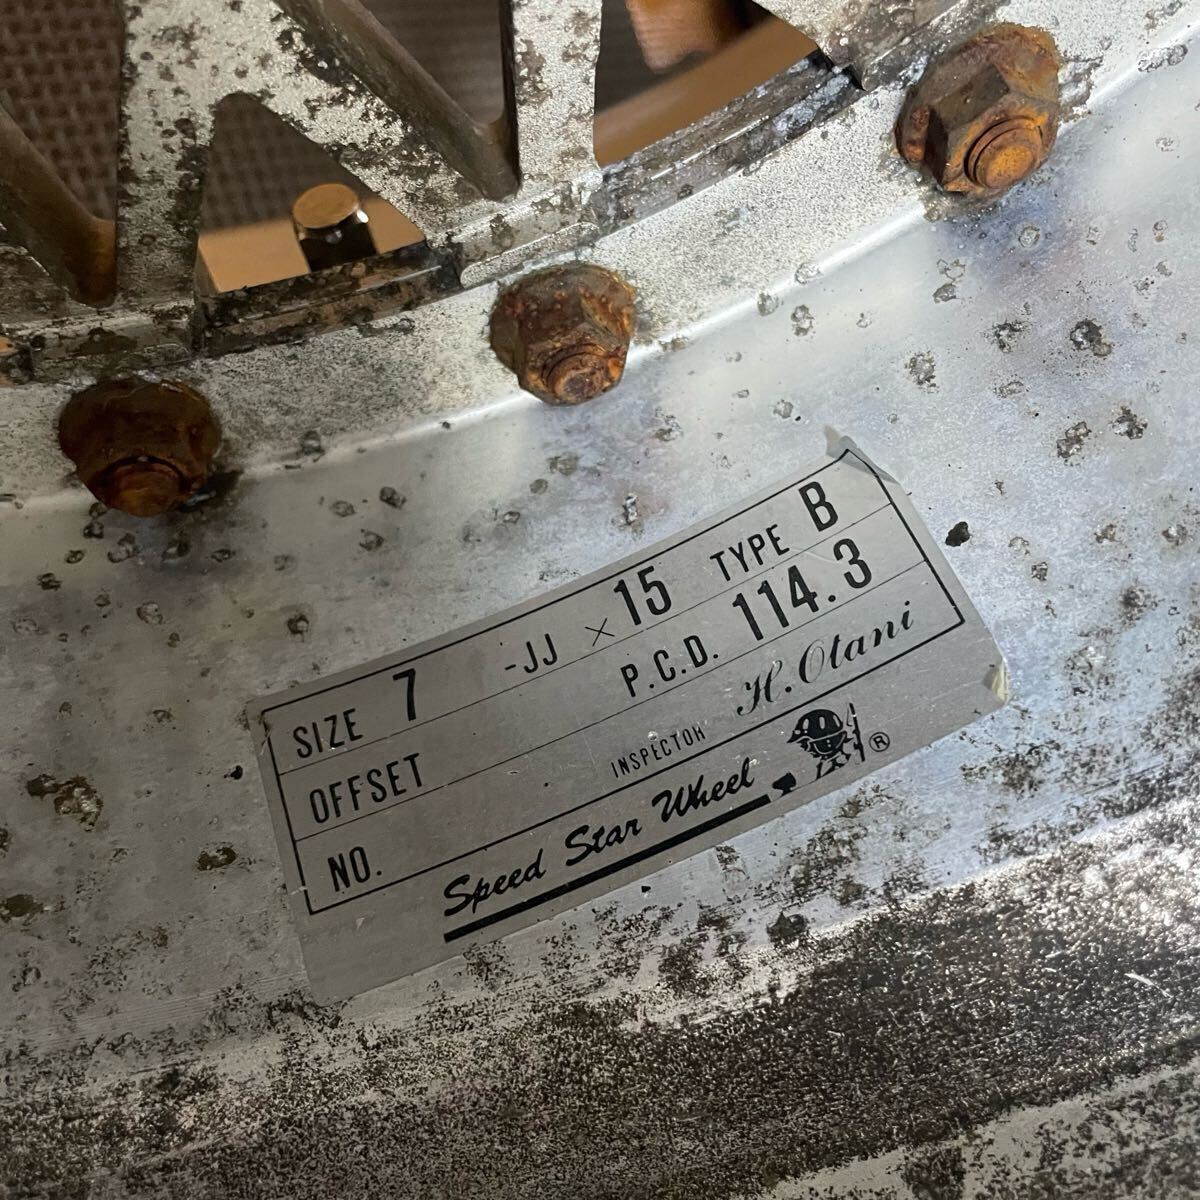 SIZE 7 -JJ × 15 TYPE B
OFFSET P.C.D. 114.3
NO. INSPECTOR H. Otani
Speed Star Wheel ®